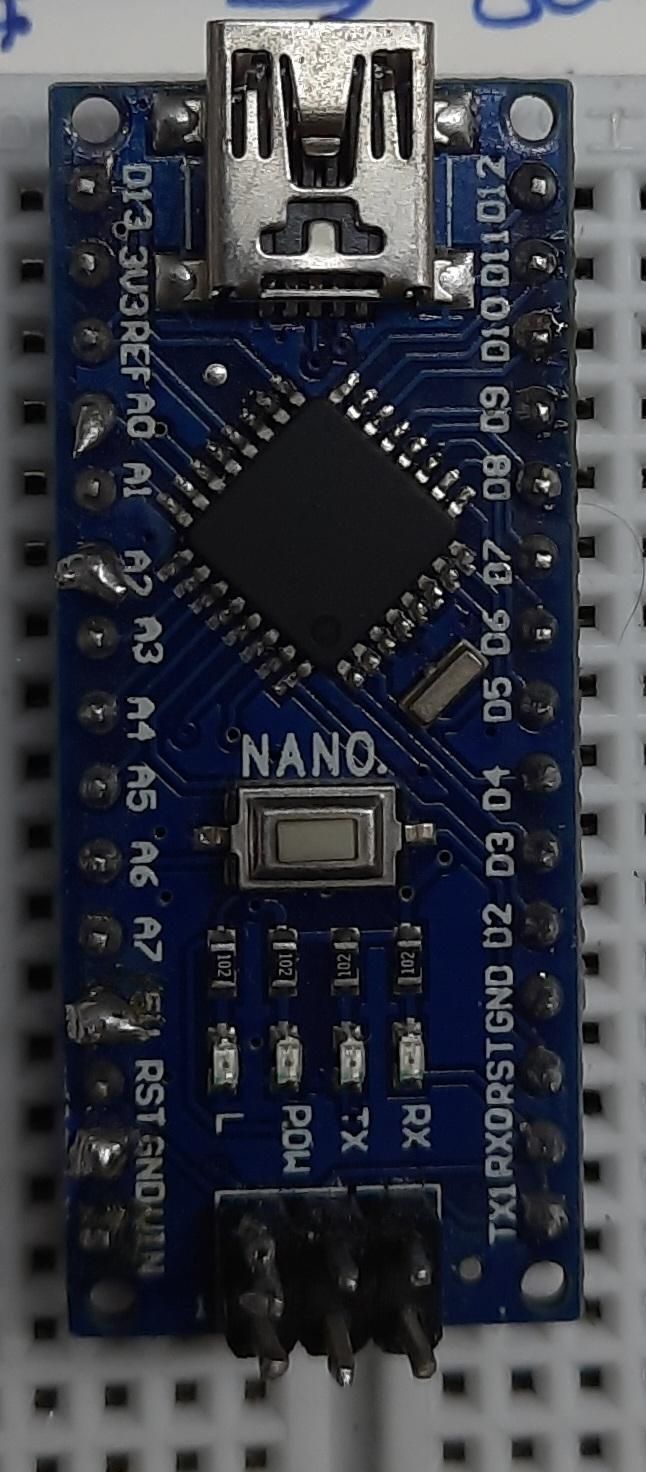 D13
3V3
REF
A0
A1
A2
A3
A4
A5
A6
A7
RST
GND
VIN
D12
D11
D10
D9
D8
D7
D6
D5
D4
D3
D2
GND
RST
RX0
TX1
NANO.
102
102
102
102
L
POW
TX
RX